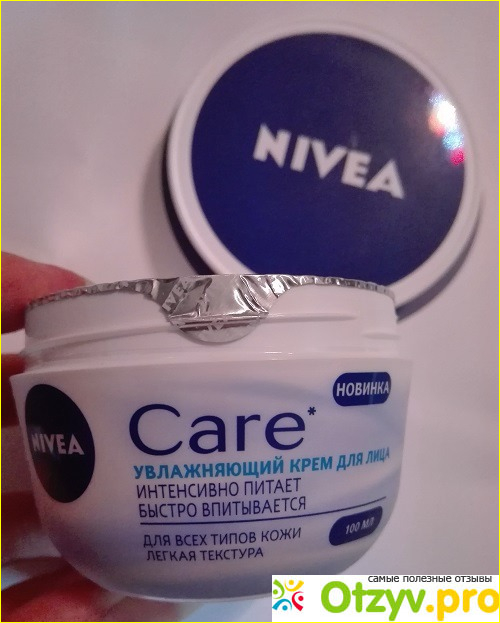 NIVEA
NIVEA
НОВИНКА
NIVEA
Care*
УВЛАЖНЯЮЩИЙ КРЕМ ДЛЯ ЛИЦА
ИНТЕНСИВНО ПИТАЕТ
БЫСТРО ВПИТЫВАЕТСЯ
ДЛЯ ВСЕХ ТИПОВ КОЖИ
ЛЕГКАЯ ТЕКСТУРА
100 МЛ
самые полезные отзывы
Otzyv.pro